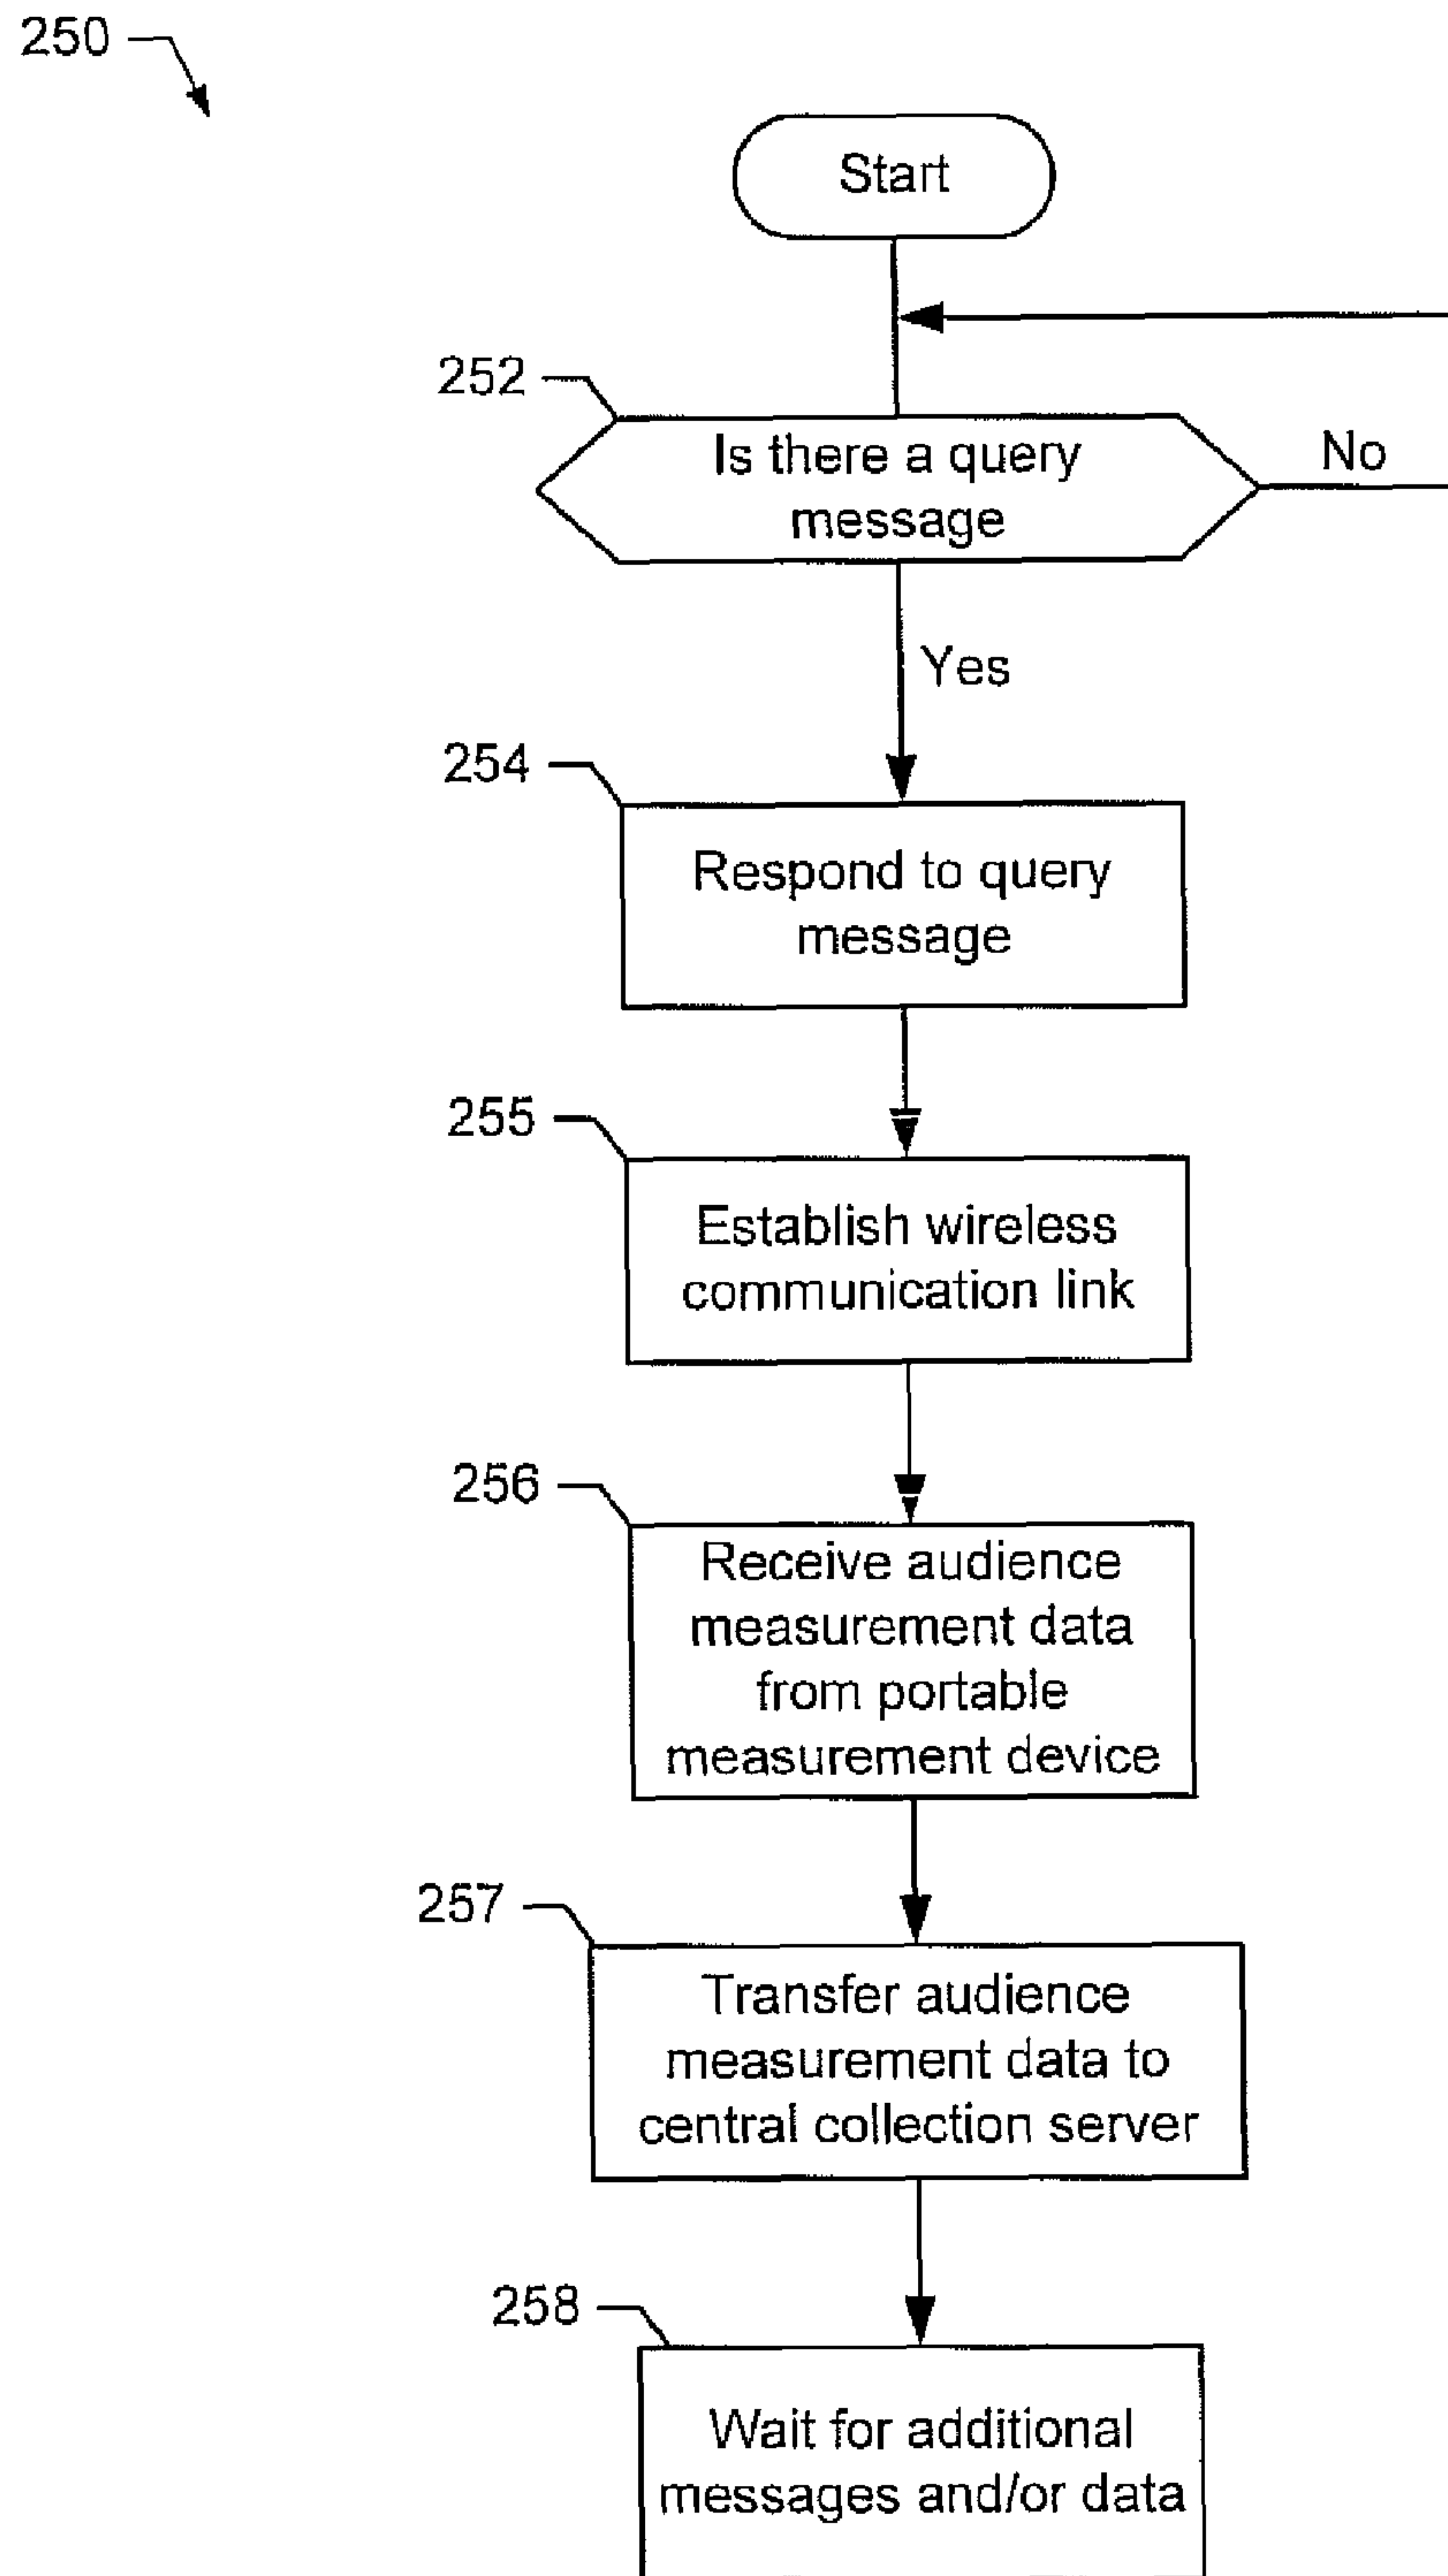 250
Start
252
Is there a query
message
No
Yes
254
Respond to query
message
255
Establish wireless
communication link
256
Receive audience
measurement data
from portable
measurement device
257
Transfer audience
measurement data to
central collection server
258
Wait for additional
messages and/or data